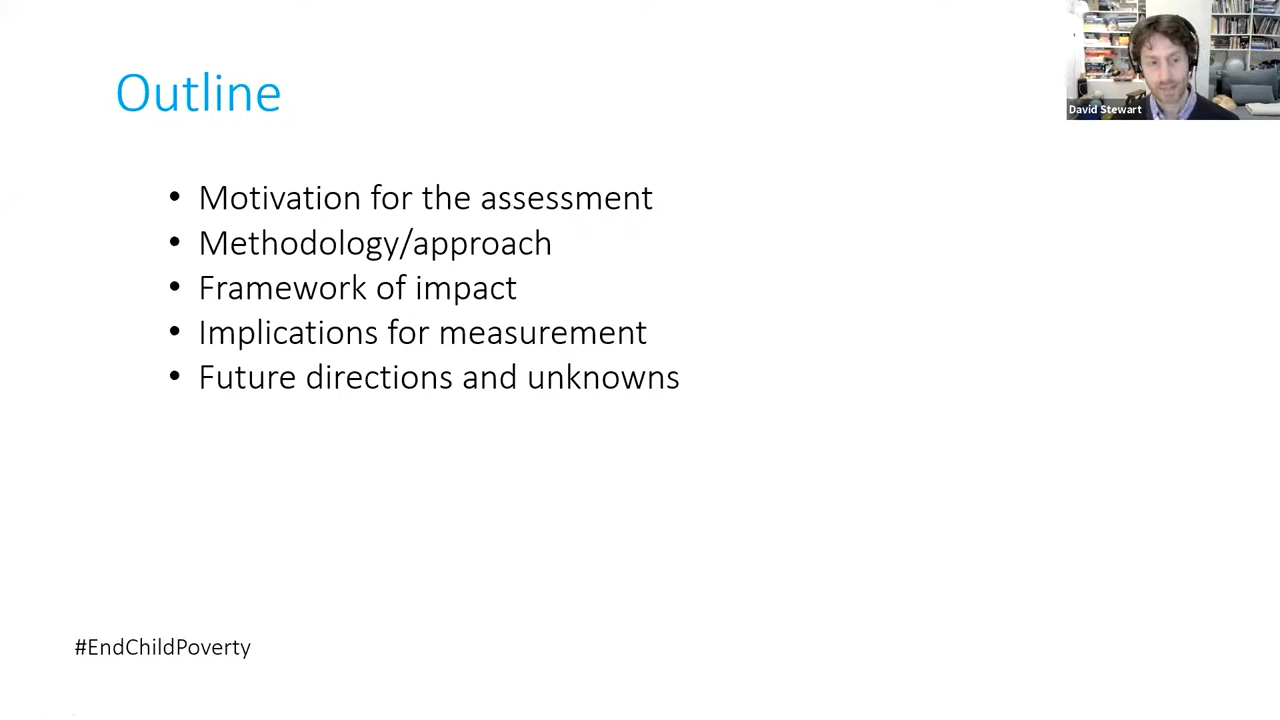 Outline
David Stewart
• Motivation for the assessment
• Methodology/approach
• Framework of impact
• Implications for measurement
• Future directions and unknowns
#EndChildPoverty